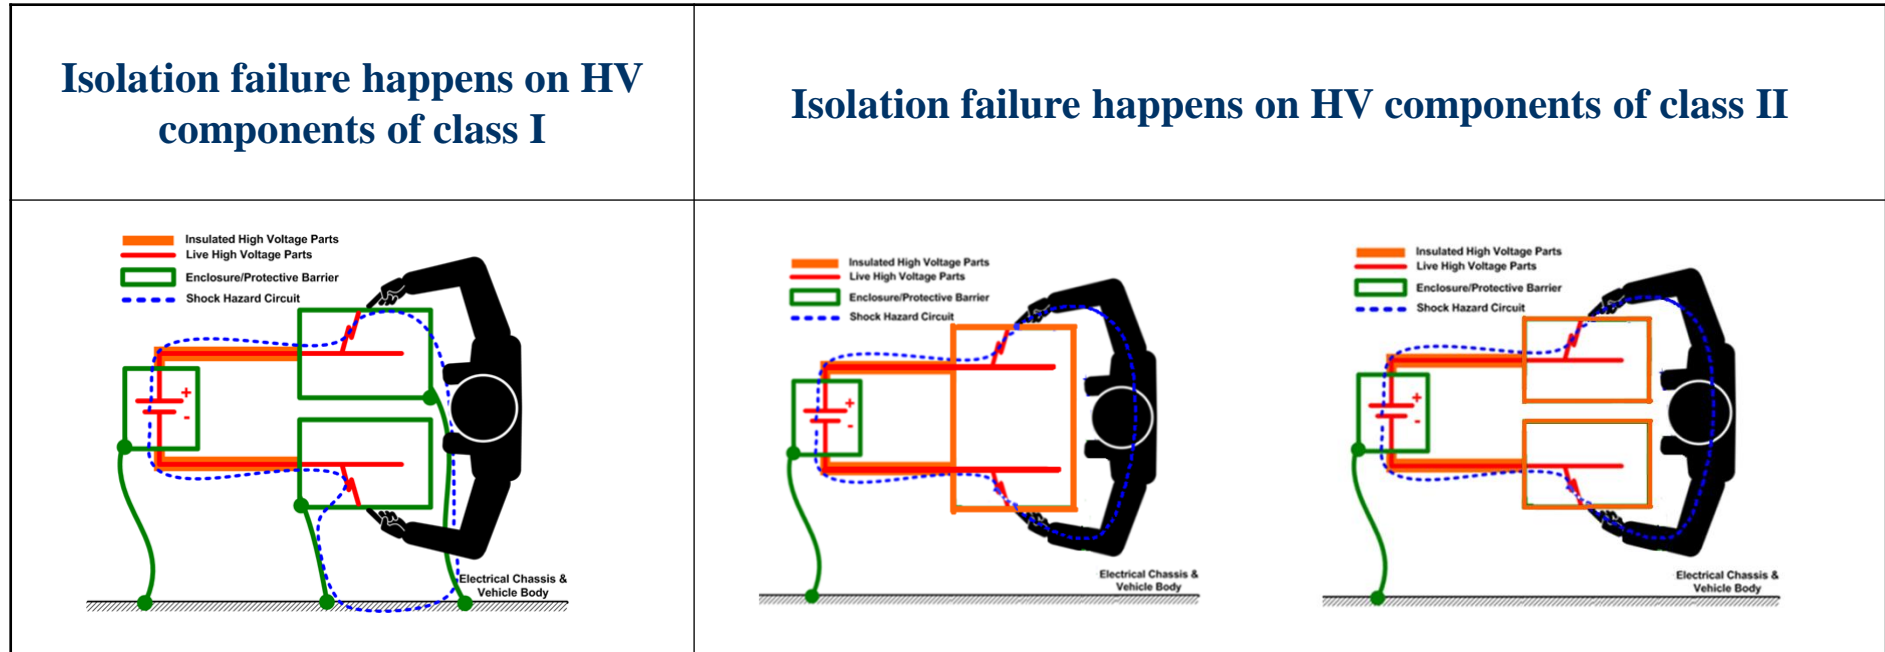 Isolation failure happens on HV
components of class I
Isolation failure happens on HV components of class II
Insulated High Voltage Parts
Live High Voltage Parts
Enclosure/Protective Barrier
Shock Hazard Circuit
+
-
Electrical Chassis &
Vehicle Body
Insulated High Voltage Parts
Live High Voltage Parts
Enclosure/Protective Barrier
Shock Hazard Circuit
+
-
Electrical Chassis &
Vehicle Body
Insulated High Voltage Parts
Live High Voltage Parts
Enclosure/Protective Barrier
Shock Hazard Circuit
+
-
Electrical Chassis &
Vehicle Body